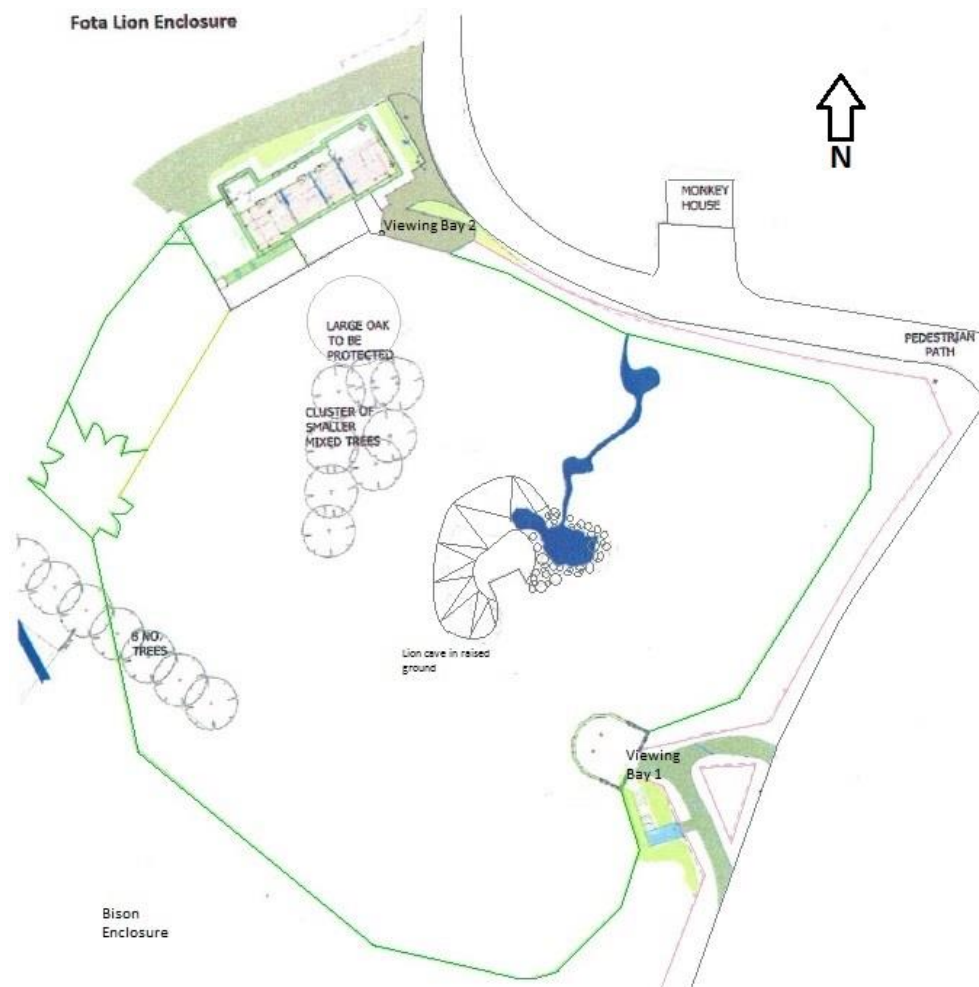 Fota Lion Enclosure
N
MONKEY
HOUSE
Viewing Bay 2
PEDESTRIAN
PATH
LARGE OAK
TO BE
PROTECTED
CLUSTER OF
SMALLER
MIXED TREES
8 NO.
TREES
Lion cave in raised
ground
Viewing
Bay 1
Bison
Enclosure